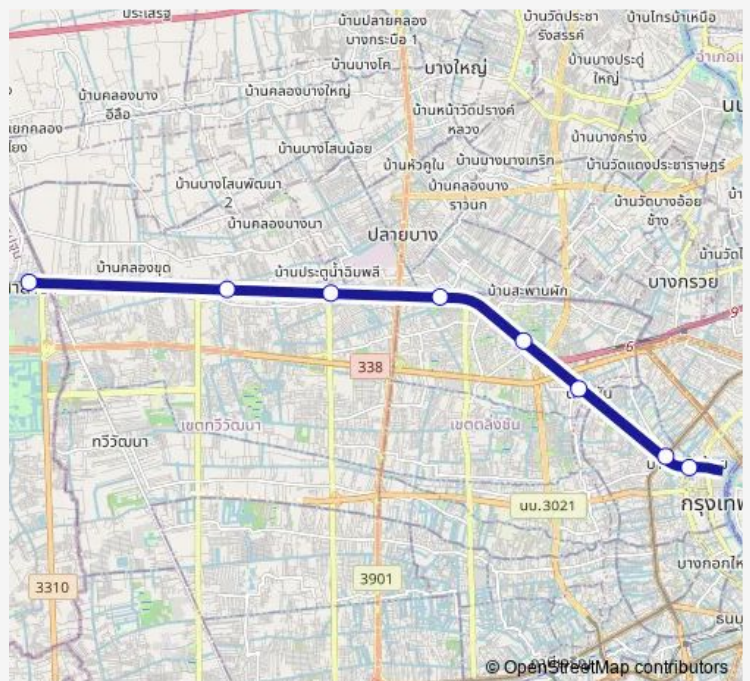 ประเสริฐ
บ้านปลายคลอง
บางกระบือ 1
บ้านวัดประชา
รังสรรค์
บ้านไทรม้าเหนือ
บ้านบางโค
บางใหญ่
บ้านบางประดู่
ใหญ่
บ้านคลองบาง
อีลือ
บ้านคลองบางใหญ่
บ้านหน้าวัดปรางค์
หลวง
บ้านบางกร่าง
บ้านบางโสนน้อย
บ้านหัวคูใน
บ้านบางนางเกริก
บ้านวัดแดงประชาราษฎร์
บ้านบางโสนพัฒนา
2
บ้านคลองบาง
ราวนก
บ้านวัดบางอ้อย
ช้าง
บ้านคลองนางนา
ปลายบาง
บ้านคลองขุด
บ้านประตูน้ำฉิมพลี
บ้านสะพานผัก
บางกรวย
9
6
338
เขตทวีวัฒนา
เขตตลิ่งชัน
ทวีวัฒนา
นบ.3021
กรุงเทพ
3310
3901
บางกอกให
ธนบ
© OpenStreetMap contributors